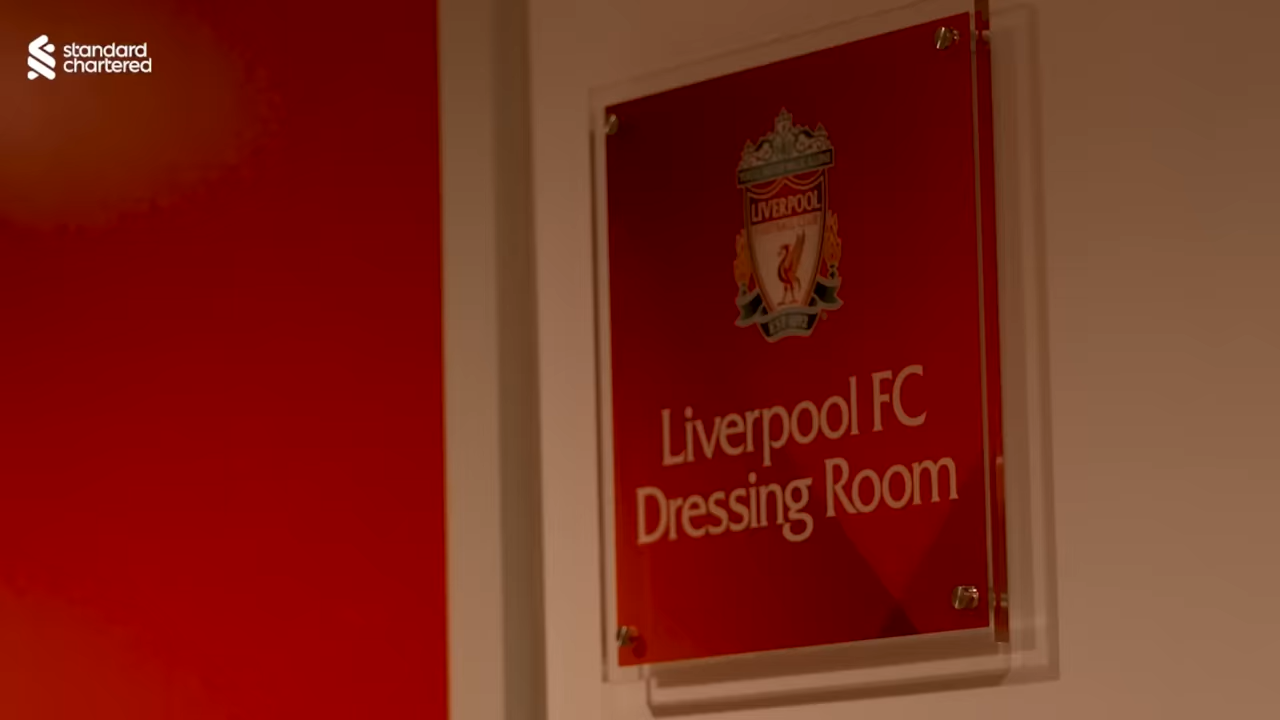 standard
chartered
LIVERPOOL
Liverpool FC
Dressing Room